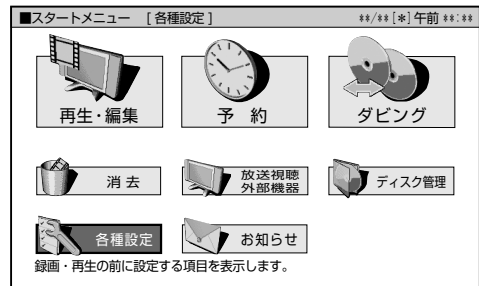 ■スタートメニュー [各種設定] **/**[*]午前**:**
再生・編集 予 約 ダビング
消 去 放送視聴 ディスク管理
外部機器
各種設定 お知らせ
録画・再生の前に設定する項目を表示します。